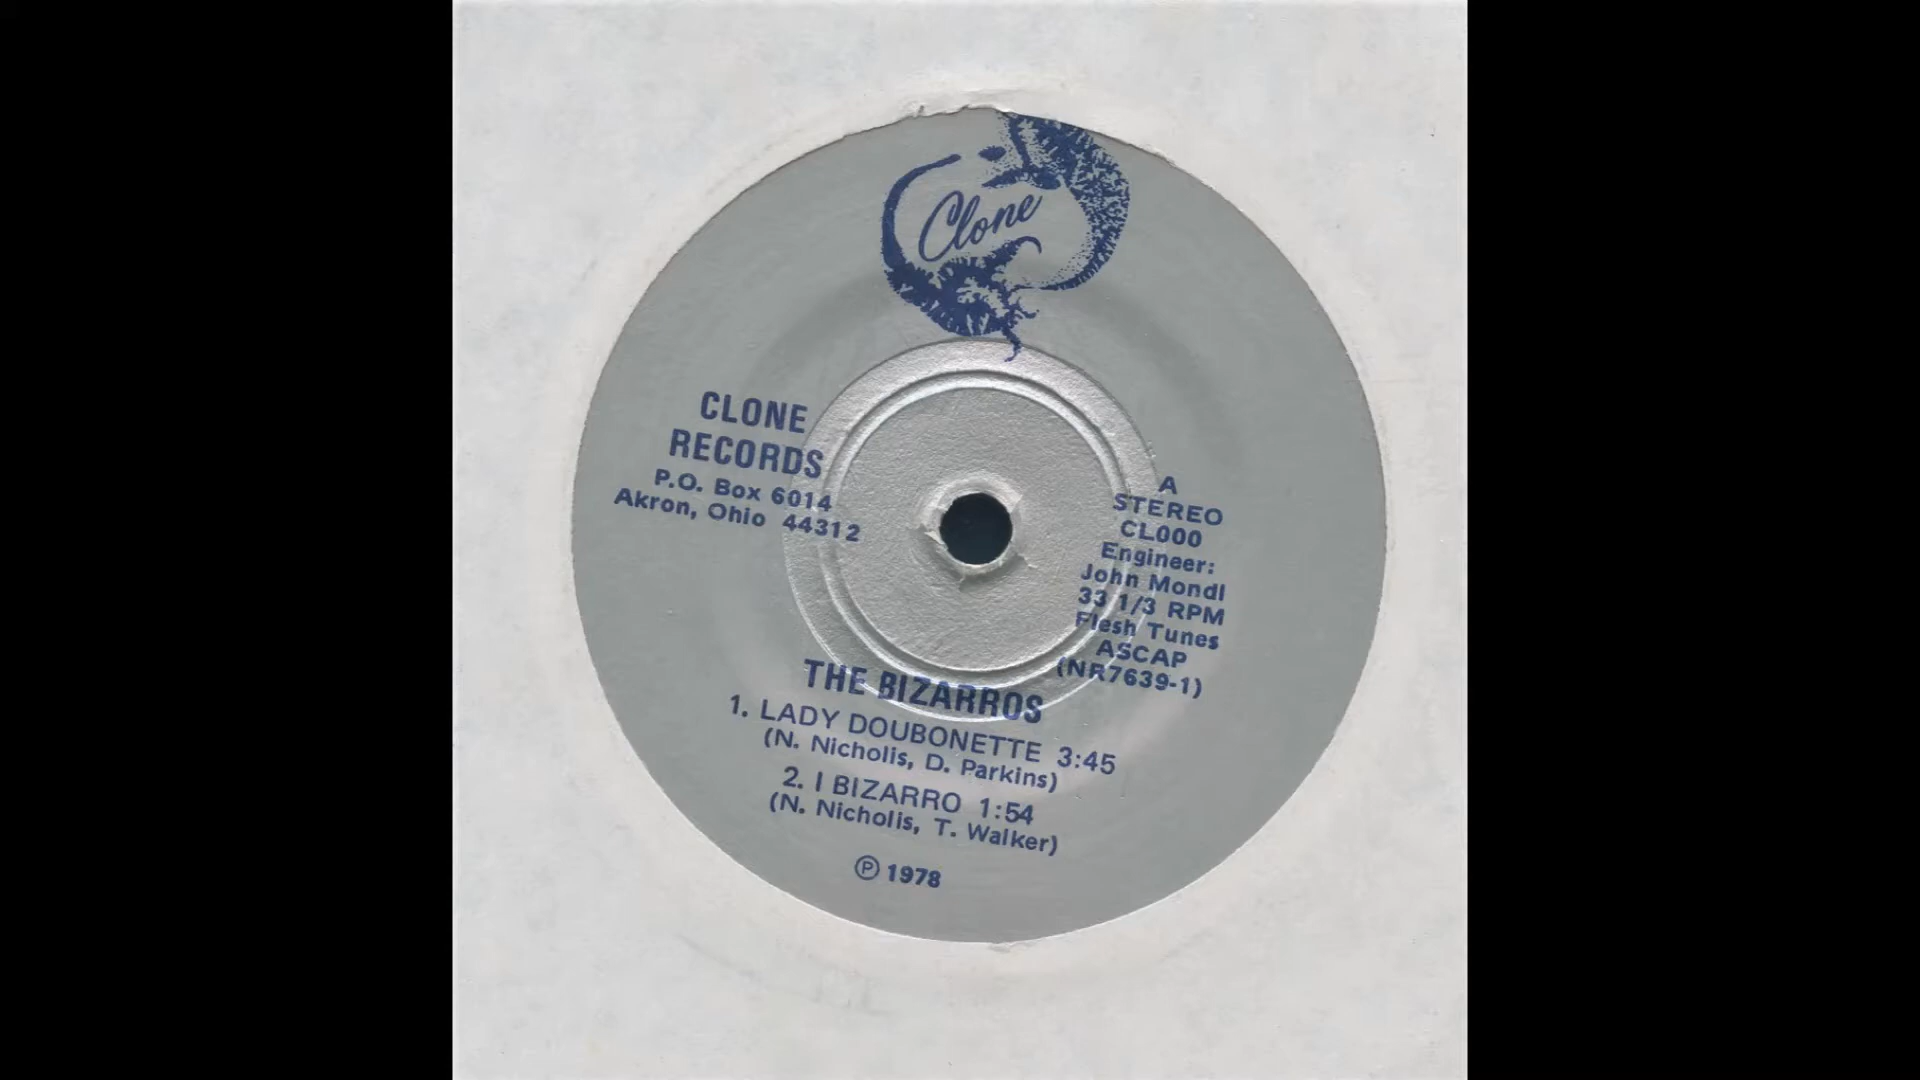 Clone
CLONE
RECORDS
P.O. Box 6014
Akron, Ohio 44312
A
STEREO
CL000
Engineer:
John Mondl
33 1/3 RPM
Flesh Tunes
ASCAP
(NR7639-1)
THE BIZARROS
1. LADY DOUBONETTE 3:45
(N. Nicholis, D. Parkins)
2. I BIZARRO 1:54
(N. Nicholis, T. Walker)
Ⓟ 1978